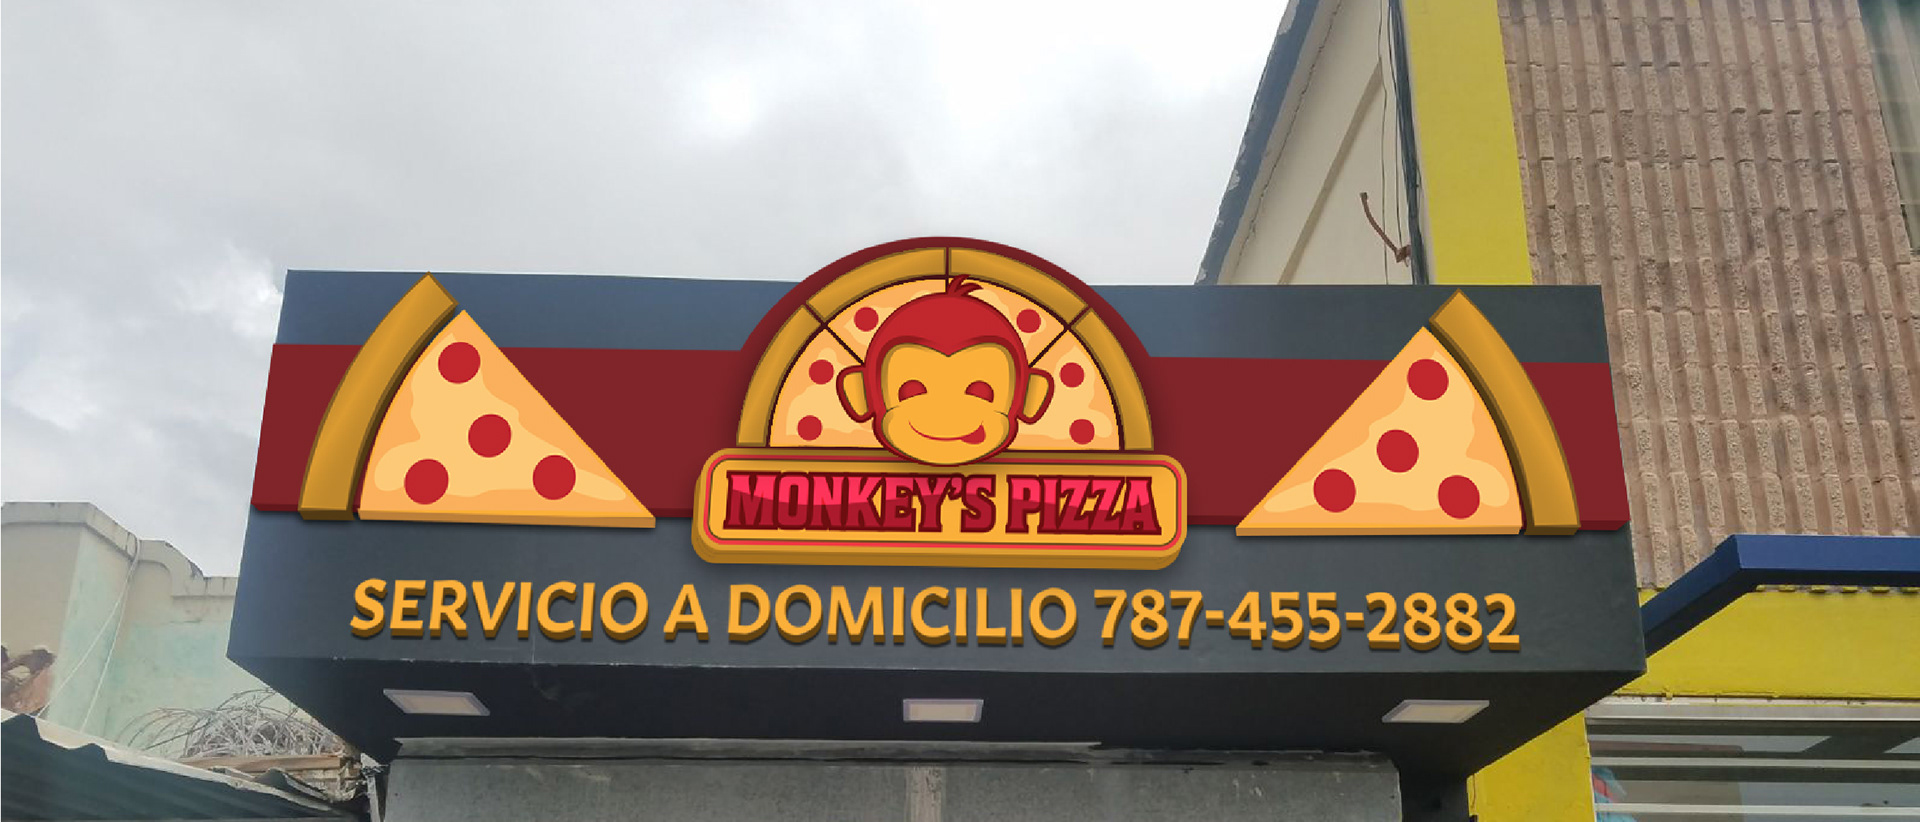 MONKEY'S PIZZA
SERVICIO A DOMICILIO 787-455-2882